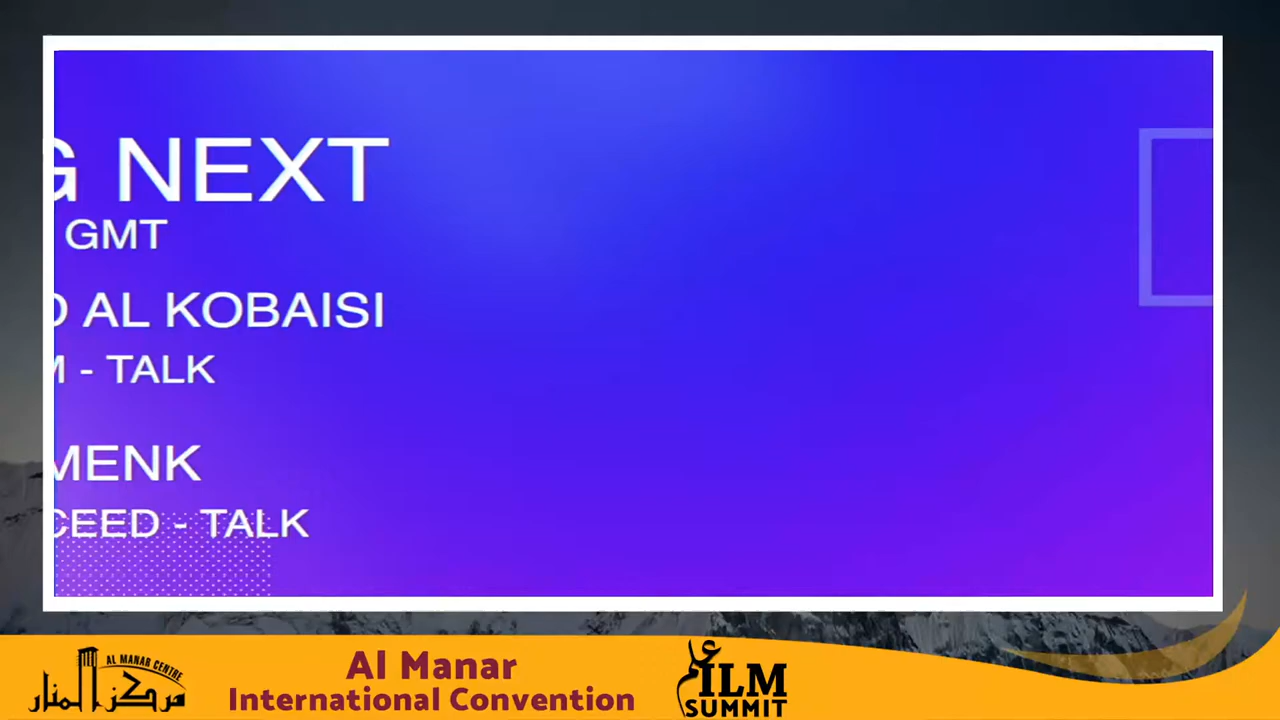 G NEXT
GMT
AL KOBAISI
- TALK
MENK
CEED - TALK
AL MANAR CENTRE
مركز المنار
Al Manar
International Convention
علم
ILM
SUMMIT